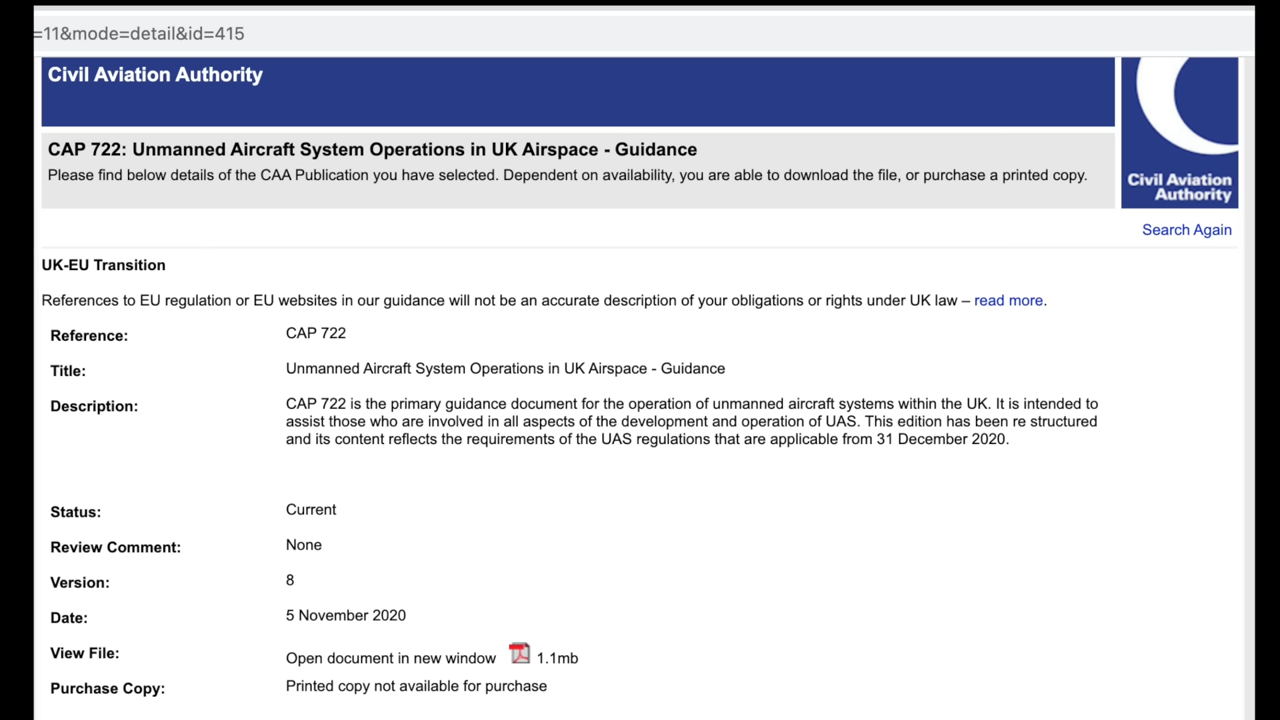 =11&mode=detail&id=415
Civil Aviation Authority
CAP 722: Unmanned Aircraft System Operations in UK Airspace - Guidance
Please find below details of the CAA Publication you have selected. Dependent on availability, you are able to download the file, or purchase a printed copy.
Civil Aviation
Authority
Search Again
UK-EU Transition
References to EU regulation or EU websites in our guidance will not be an accurate description of your obligations or rights under UK law – read more.
Reference: CAP 722
Title: Unmanned Aircraft System Operations in UK Airspace - Guidance
Description: CAP 722 is the primary guidance document for the operation of unmanned aircraft systems within the UK. It is intended to
assist those who are involved in all aspects of the development and operation of UAS. This edition has been re structured
and its content reflects the requirements of the UAS regulations that are applicable from 31 December 2020.
Status: Current
Review Comment: None
Version: 8
Date: 5 November 2020
View File: Open document in new window 1.1mb
Purchase Copy: Printed copy not available for purchase